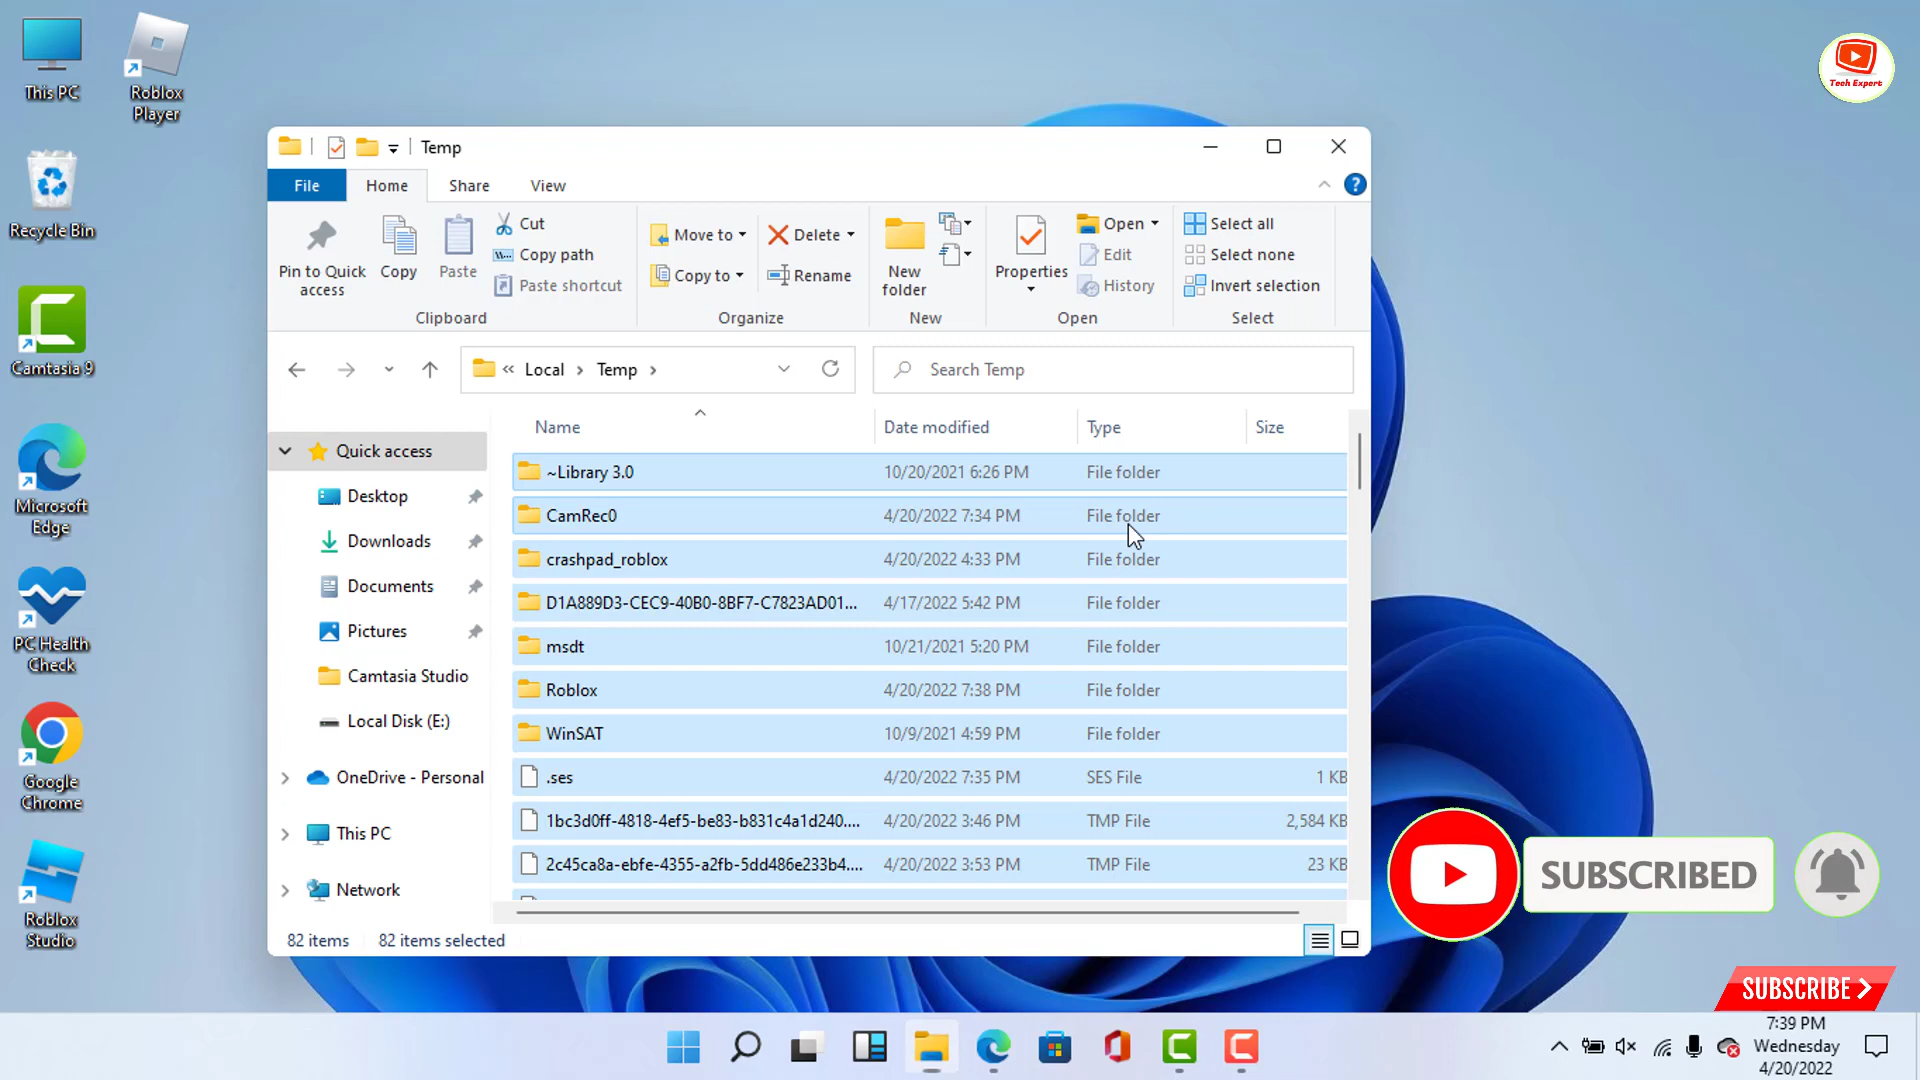 This PC
Roblox
Player
Recycle Bin
Camtasia 9
Microsoft
Edge
PC Health
Check
Google
Chrome
Roblox
Studio
Tech Expert
Temp
File
Home
Share
View
Pin to Quick
access
Copy
Paste
Cut
Copy path
Paste shortcut
Clipboard
Move to
Copy to
Delete
Rename
Organize
New
folder
New
Properties
Open
Edit
History
Open
Select all
Select none
Invert selection
Select
« Local > Temp >
Search Temp
Name Date modified Type Size
Quick access
Desktop
Downloads
Documents
Pictures
Camtasia Studio
Local Disk (E:)
OneDrive - Personal
This PC
Network
~Library 3.0 10/20/2021 6:26 PM File folder
CamRec0 4/20/2022 7:34 PM File folder
crashpad_roblox 4/20/2022 4:33 PM File folder
D1A889D3-CEC9-40B0-8BF7-C7823AD01... 4/17/2022 5:42 PM File folder
msdt 10/21/2021 5:20 PM File folder
Roblox 4/20/2022 7:38 PM File folder
WinSAT 10/9/2021 4:59 PM File folder
.ses 4/20/2022 7:35 PM SES File 1 KB
1bc3d0ff-4818-4ef5-be83-b831c4a1d240.... 4/20/2022 3:46 PM TMP File 2,584 KB
2c45ca8a-ebfe-4355-a2fb-5dd486e233b4.... 4/20/2022 3:53 PM TMP File 23 KB
82 items 82 items selected
SUBSCRIBED
SUBSCRIBE
7:39 PM
Wednesday
4/20/2022